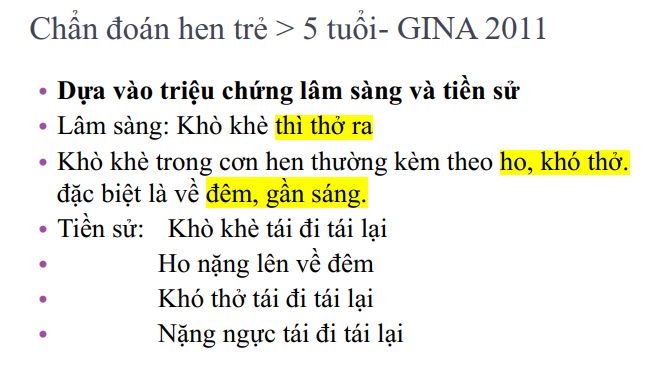 Chẩn đoán hen trẻ > 5 tuổi- GINA 2011
• Dựa vào triệu chứng lâm sàng và tiền sử
• Lâm sàng: Khò khè thì thở ra
• Khò khè trong cơn hen thường kèm theo ho, khó thở.
đặc biệt là về đêm, gần sáng.
• Tiền sử: Khò khè tái đi tái lại
• Ho nặng lên về đêm
• Khó thở tái đi tái lại
• Nặng ngực tái đi tái lại